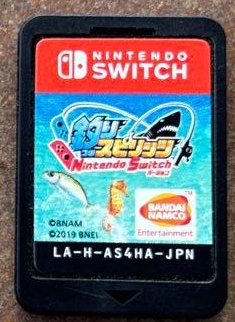 NINTENDO
SWITCH
釣り
スピリッツ
Nintendo Switch
バージョン
BANDAI
NAMCO
Entertainment
©BNAM
©2019 BNEI
LA-H-AS4HA-JPN